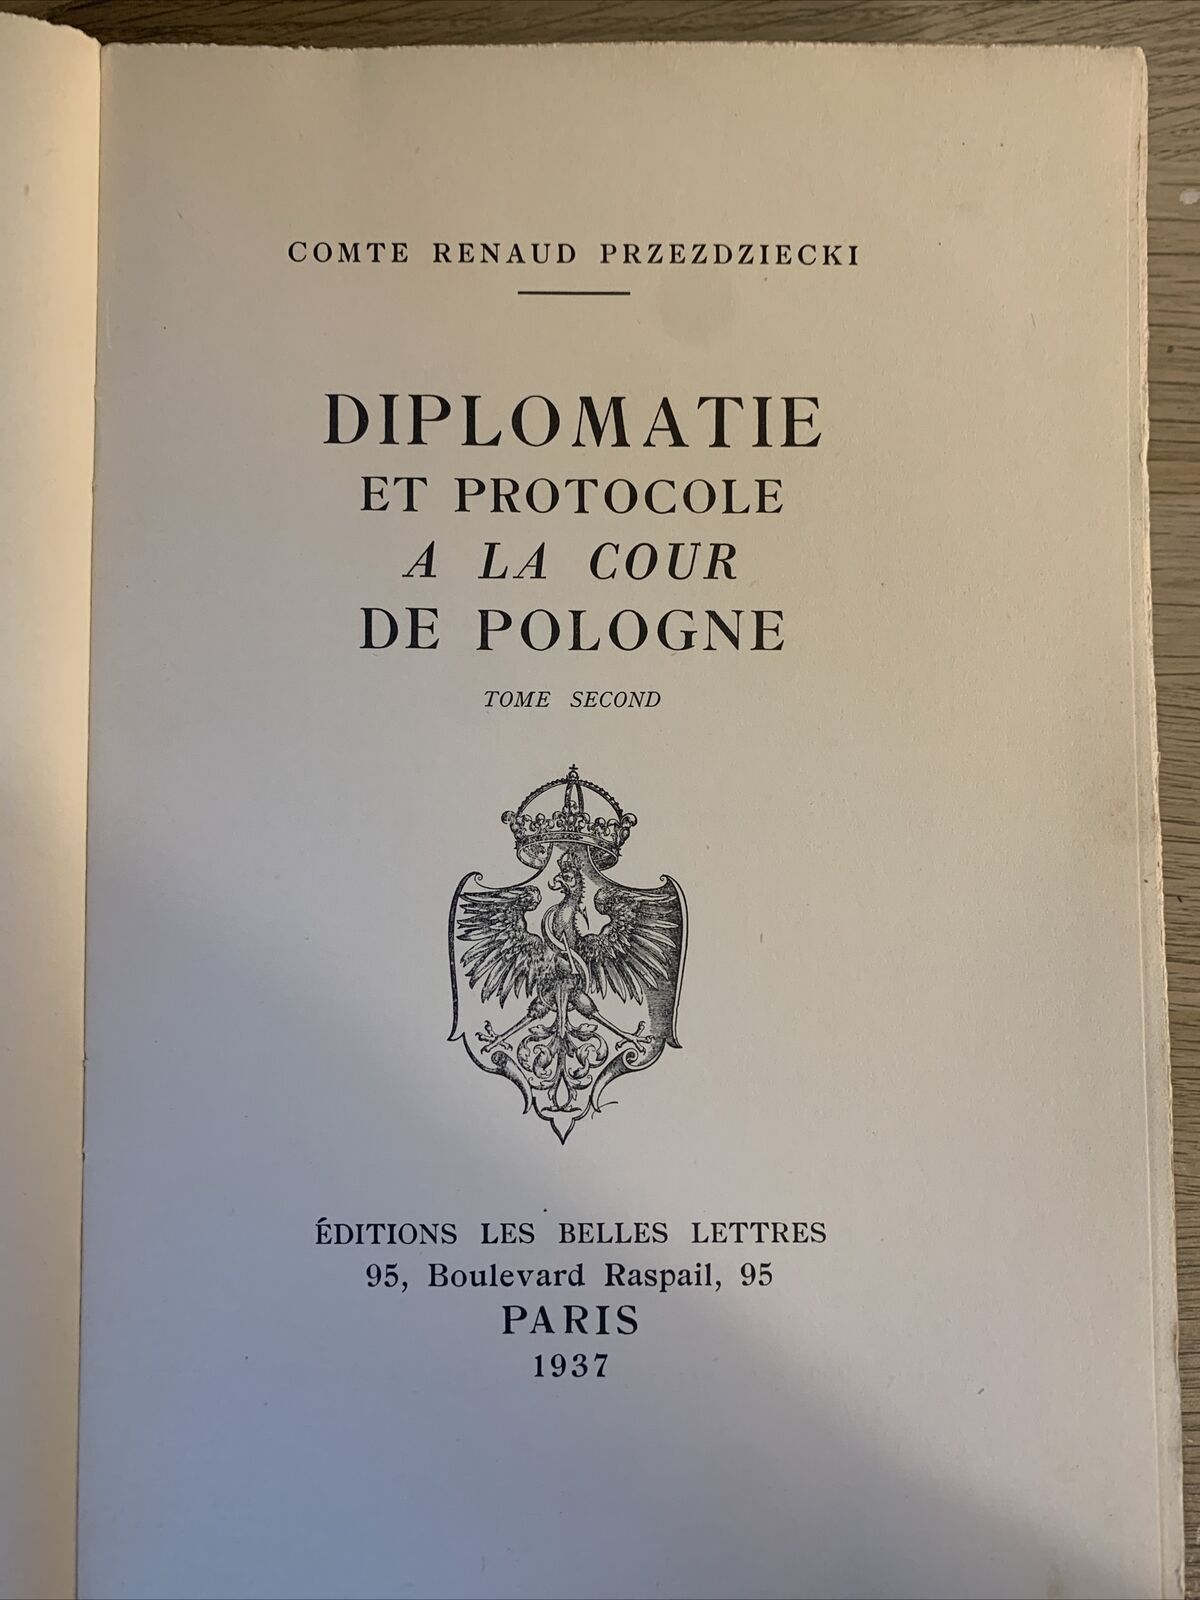 COMTE RENAUD PRZEZDZIECKI
DIPLOMATIE
ET PROTOCOLE
A LA COUR
DE POLOGNE
TOME SECOND
ÉDITIONS LES BELLES LETTRES
95, Boulevard Raspail, 95
PARIS
1937